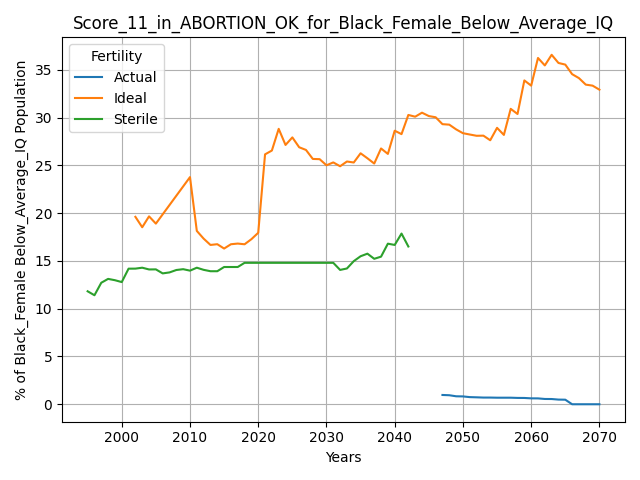 Score_11_in_ABORTION_OK_for_Black_Female_Below_Average_IQ
Fertility
Actual
Ideal
Sterile
% of Black_Female Below_Average_IQ Population
35
30
25
20
15
10
5
0
2000 2010 2020 2030 2040 2050 2060 2070
Years